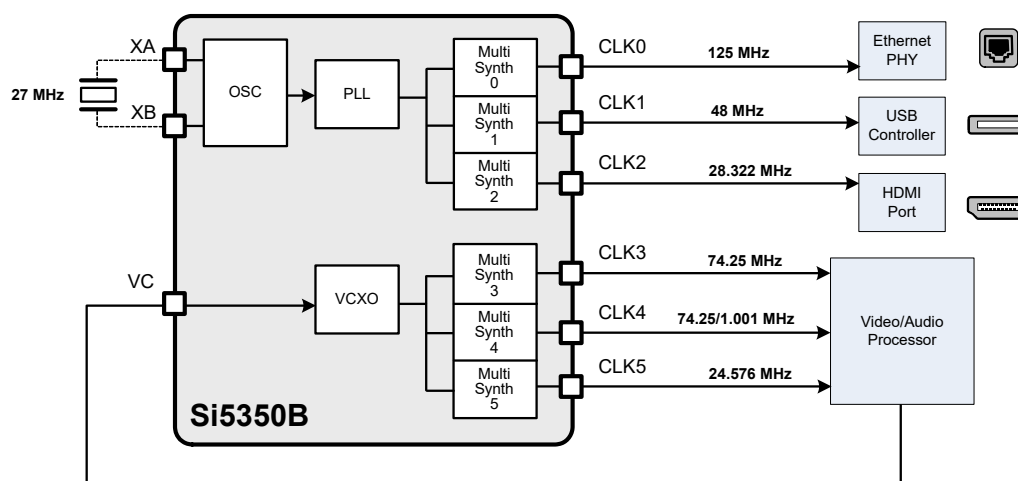 XA
27 MHz
XB
OSC
PLL
Multi
Synth
0
Multi
Synth
1
Multi
Synth
2
CLK0
125 MHz
Ethernet
PHY
CLK1
48 MHz
USB
Controller
CLK2
28.322 MHz
HDMI
Port
VC
VCXO
Multi
Synth
3
Multi
Synth
4
Multi
Synth
5
CLK3
74.25 MHz
CLK4
74.25/1.001 MHz
CLK5
24.576 MHz
Video/Audio
Processor
Si5350B